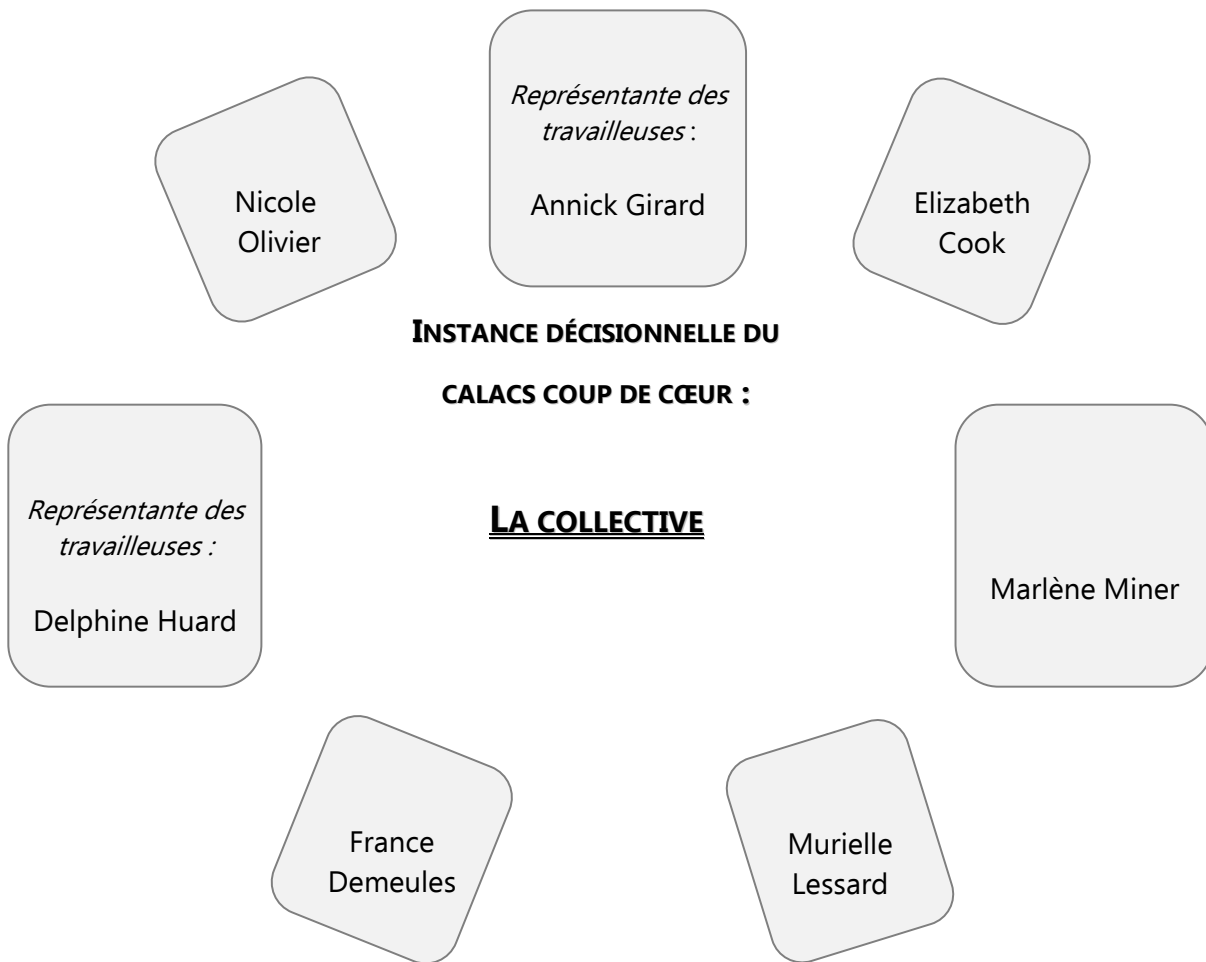 Représentante des
travailleuses :
Annick Girard
Nicole
Olivier
Elizabeth
Cook
INSTANCE DÉCISIONNELLE DU
CALACS COUP DE CŒUR :
LA COLLECTIVE
Représentante des
travailleuses :
Delphine Huard
Marlène Miner
France
Demeules
Murielle
Lessard